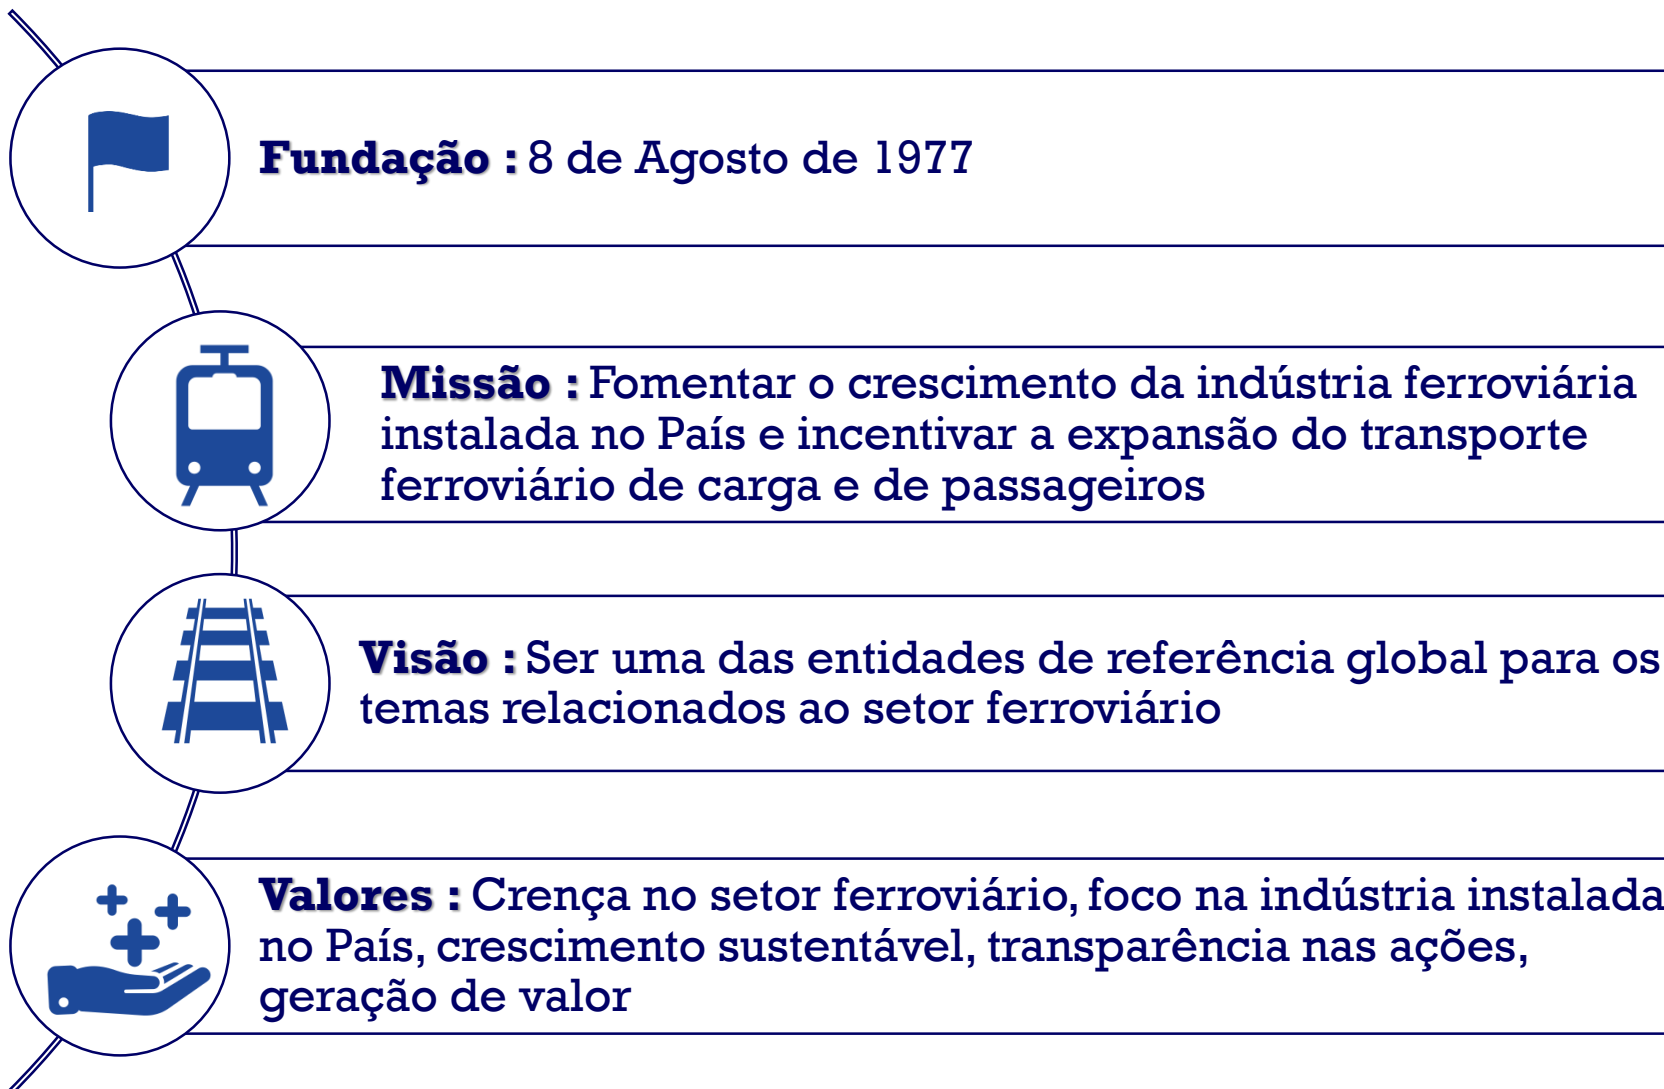 Fundação : 8 de Agosto de 1977
Missão : Fomentar o crescimento da indústria ferroviária
instalada no País e incentivar a expansão do transporte
ferroviário de carga e de passageiros
Visão : Ser uma das entidades de referência global para os
temas relacionados ao setor ferroviário
Valores : Crença no setor ferroviário, foco na indústria instalada
no País, crescimento sustentável, transparência nas ações,
geração de valor